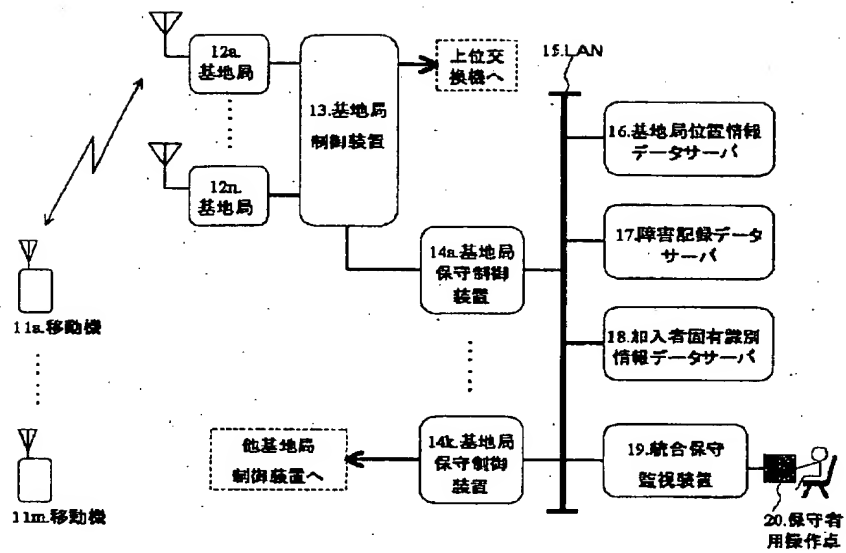 12a.
基地局
13.基地局
制御装置
上位交
換機へ
15.LAN
16.基地局位置情報
データサーバ
12n.
基地局
17.障害記録データ
サーバ
14a.基地局
保守制御
装置
11a.移動機
18.加入者固有識別
情報データサーバ
他基地局
制御装置へ
14k.基地局
保守制御
装置
19.統合保守
監視装置
11m.移動機
20.保守者
用操作卓